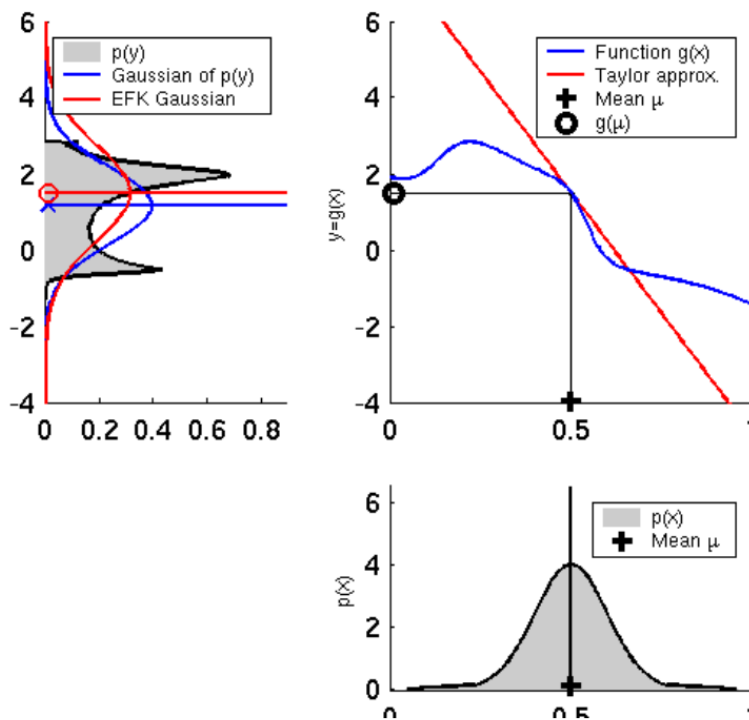 6
4
2
0
-2
-4
0 0.2 0.4 0.6 0.8
p(y)
Gaussian of p(y)
EFK Gaussian
6
4
2
0
-2
-4
y=g(x)
0 0.5
Function g(x)
Taylor approx.
Mean μ
g(μ)
6
4
2
0
p(x)
0 0.5
p(x)
Mean μ